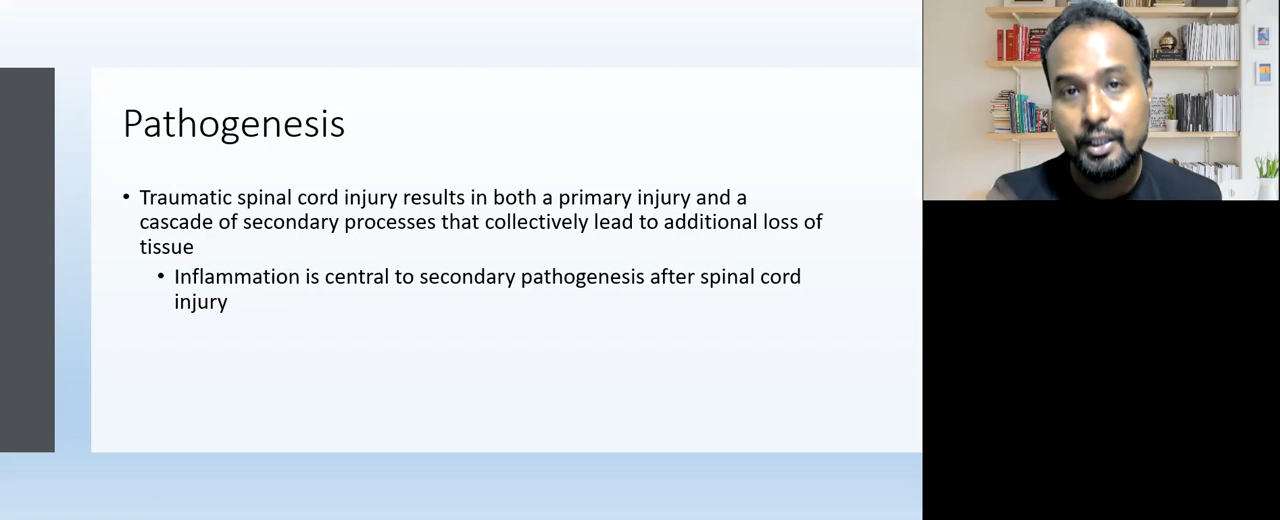 Pathogenesis
• Traumatic spinal cord injury results in both a primary injury and a
cascade of secondary processes that collectively lead to additional loss of
tissue
• Inflammation is central to secondary pathogenesis after spinal cord
injury